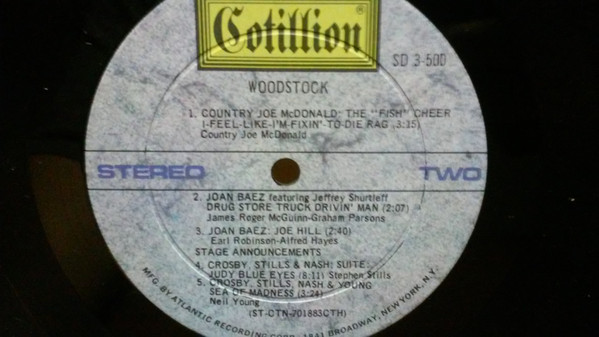 Cotillion
SD 3-500
WOODSTOCK
1. COUNTRY JOE McDONALD: THE "FISH" CHEER
I-FEEL-LIKE-I'M-FIXIN'-TO-DIE RAG (3:15)
Country Joe McDonald
STEREO TWO
2. JOAN BAEZ featuring Jeffrey Shurtleff
DRUG STORE TRUCK DRIVIN' MAN (2:07)
James Roger McGuinn-Graham Parsons
3. JOAN BAEZ: JOE HILL (2:40)
Earl Robinson-Alfred Hayes
STAGE ANNOUNCEMENTS
4. CROSBY, STILLS & NASH: SUITE:
JUDY BLUE EYES (8:11) Stephen Stills
5. CROSBY, STILLS, NASH & YOUNG
SEA OF MADNESS (3:24)
Neil Young
(ST-CTN-701883CTH)
MFG. BY ATLANTIC RECORDING CORP. 1841 BROADWAY, NEW YORK, N.Y.